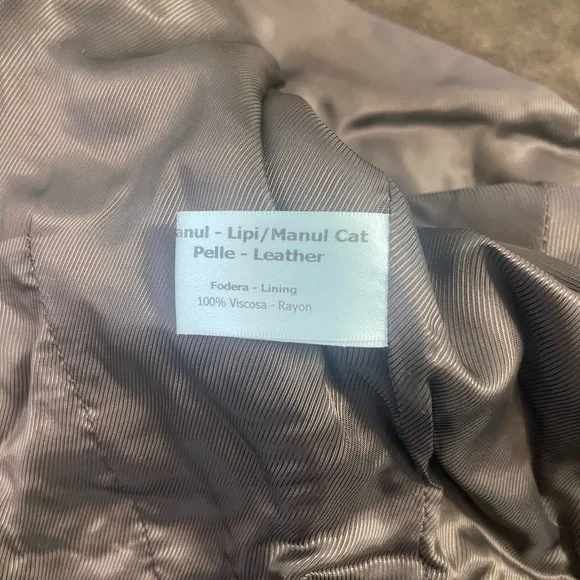 anul - Lipi/Manul Cat
Pelle - Leather
Fodera - Lining
100% Viscosa - Rayon